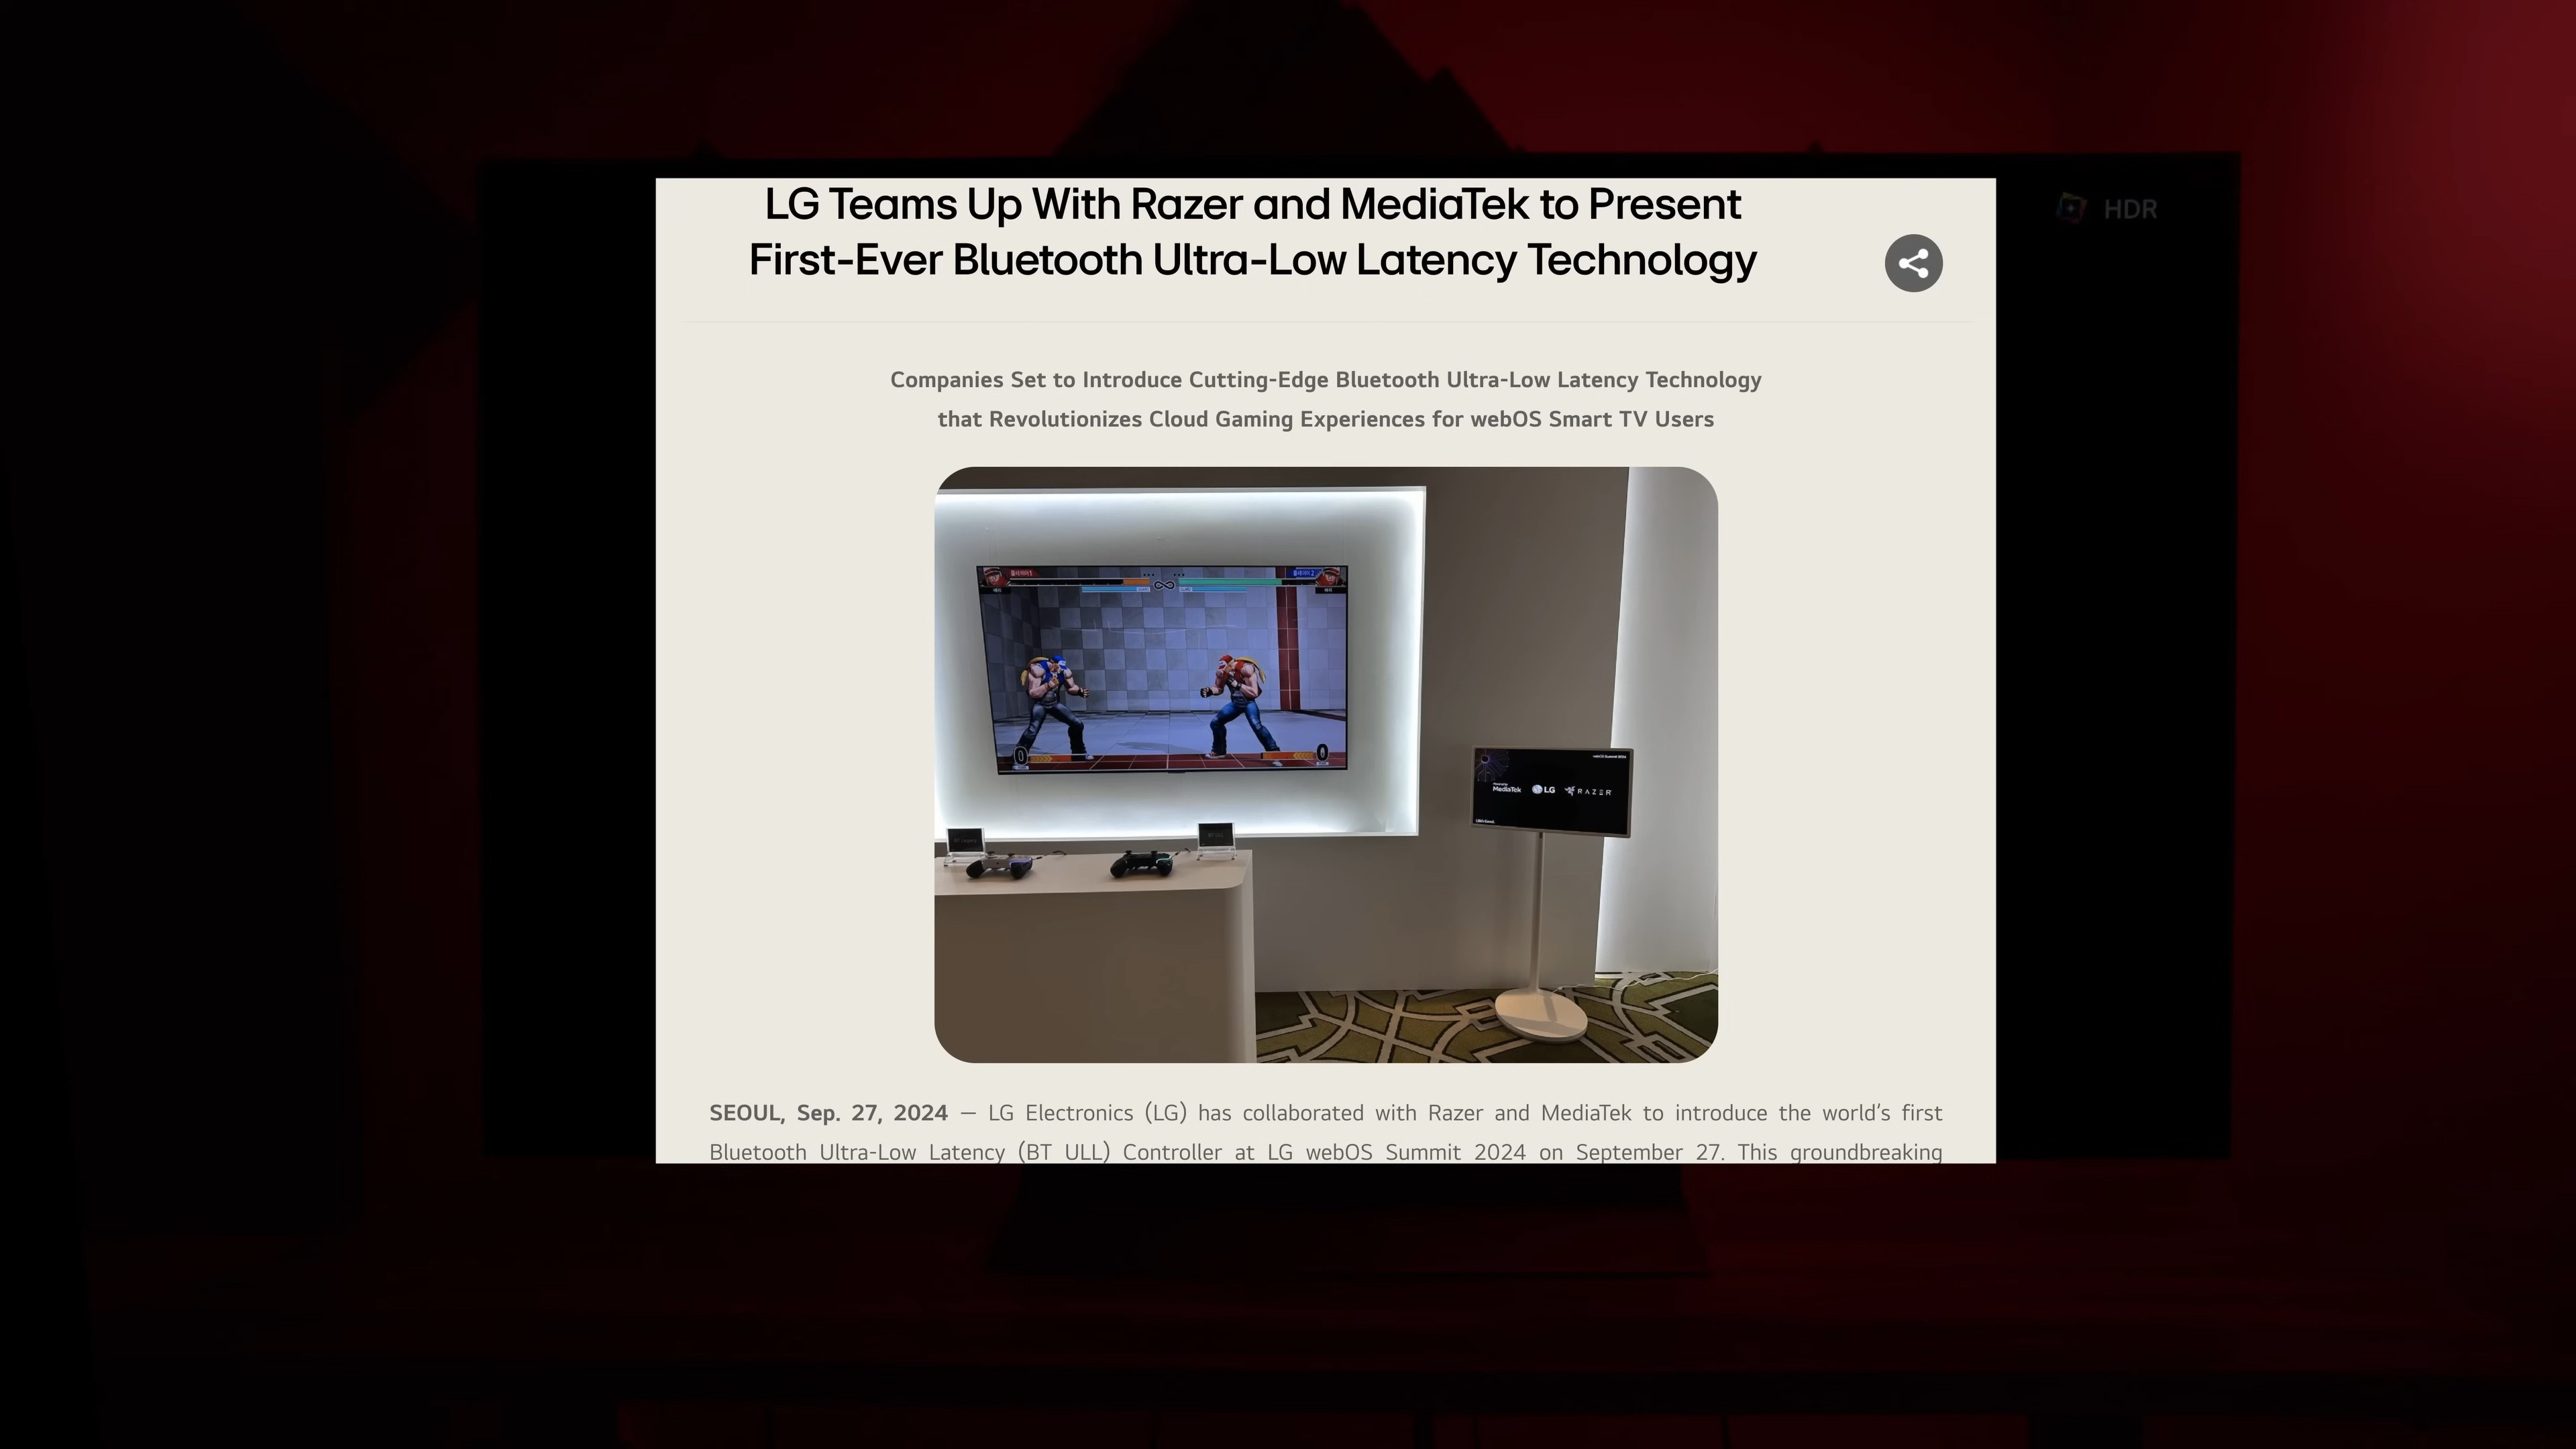 LG Teams Up With Razer and MediaTek to Present
First-Ever Bluetooth Ultra-Low Latency Technology
HDR
Companies Set to Introduce Cutting-Edge Bluetooth Ultra-Low Latency Technology
that Revolutionizes Cloud Gaming Experiences for webOS Smart TV Users
MediaTek LG RAZER
SEOUL, Sep. 27, 2024 — LG Electronics (LG) has collaborated with Razer and MediaTek to introduce the world’s first
Bluetooth Ultra-Low Latency (BT ULL) Controller at LG webOS Summit 2024 on September 27. This groundbreaking